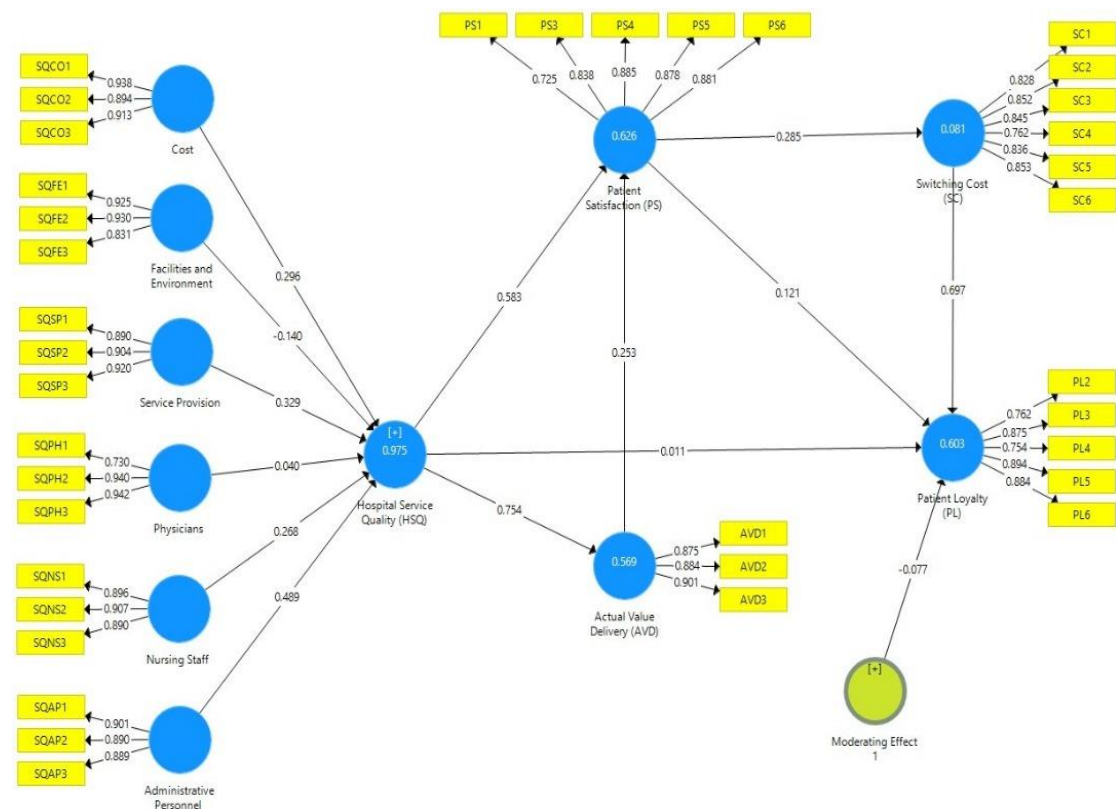 PS1
PS3
PS4
PS5
PS6
0.725
0.838
0.885
0.878
0.881
0.626
Patient
Satisfaction (PS)
0.285
SC1
SC2
SC3
SC4
SC5
SC6
0.828
0.852
0.845
0.762
0.836
0.853
0.081
Switching Cost
(SC)
SQCO1
SQCO2
SQCO3
0.938
0.894
0.913
Cost
0.296
SQFE1
SQFE2
SQFE3
0.925
0.930
0.831
Facilities and
Environment
-0.140
0.583
0.253
0.121
0.697
SQSP1
SQSP2
SQSP3
0.890
0.904
0.920
Service Provision
0.329
SQPH1
SQPH2
SQPH3
0.730
0.940
0.942
Physicians
0.040
[+]
0.975
Hospital Service
Quality (HSQ)
0.011
0.754
PL2
PL3
PL4
PL5
PL6
0.762
0.875
0.754
0.894
0.884
0.603
Patient Loyalty
(PL)
SQNS1
SQNS2
SQNS3
0.896
0.907
0.890
Nursing Staff
0.268
0.569
Actual Value
Delivery (AVD)
0.875
0.884
0.901
AVD1
AVD2
AVD3
-0.077
SQAP1
SQAP2
SQAP3
0.901
0.890
0.889
Administrative
Personnel
0.489
[+]
Moderating Effect
1